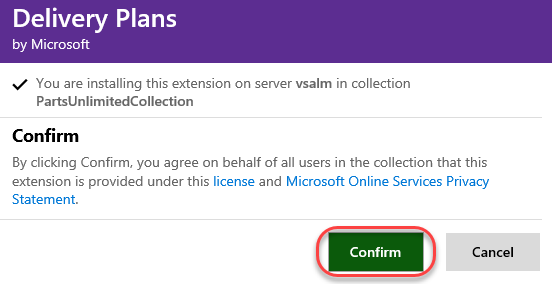 Delivery Plans
by Microsoft
You are installing this extension on server vsalm in collection
PartsUnlimitedCollection
Confirm
By clicking Confirm, you agree on behalf of all users in the collection that this
extension is provided under this license and Microsoft Online Services Privacy
Statement.
Confirm
Cancel